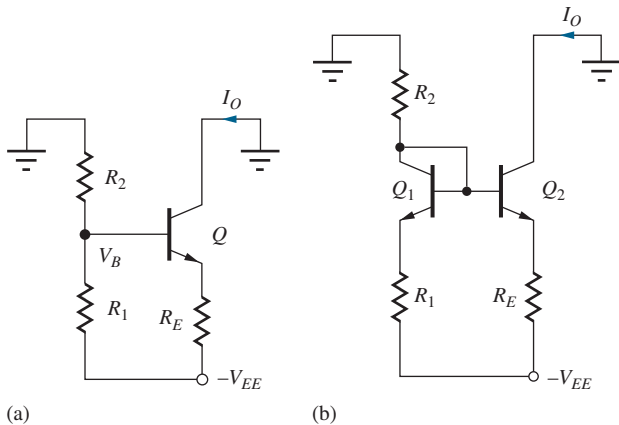 I_O
R_2
Q
V_B
R_1
R_E
−V_EE
(a)
I_O
R_2
Q_1
Q_2
R_1
R_E
−V_EE
(b)